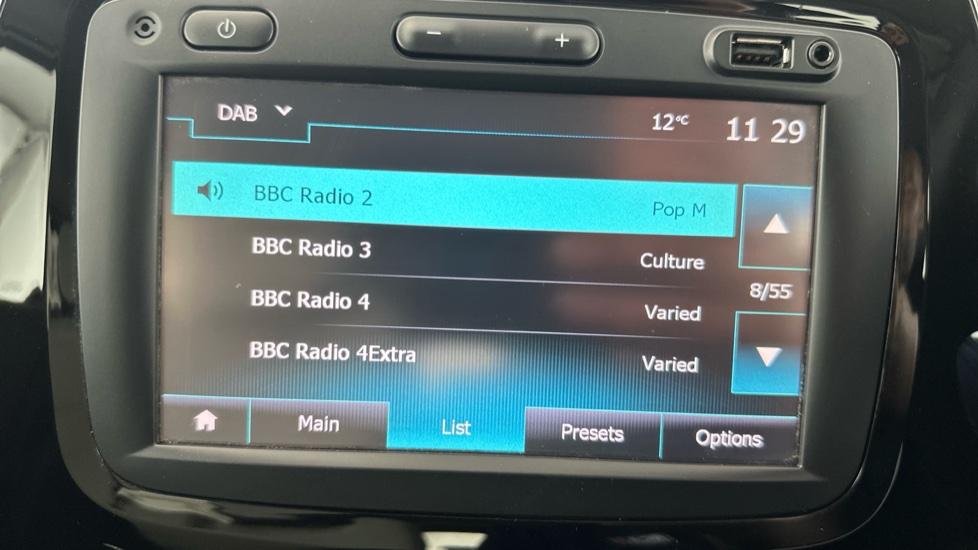 DAB 12°C 11 29
BBC Radio 2 Pop M
BBC Radio 3 Culture
BBC Radio 4 Varied
BBC Radio 4Extra Varied
8/55
Main List Presets Options